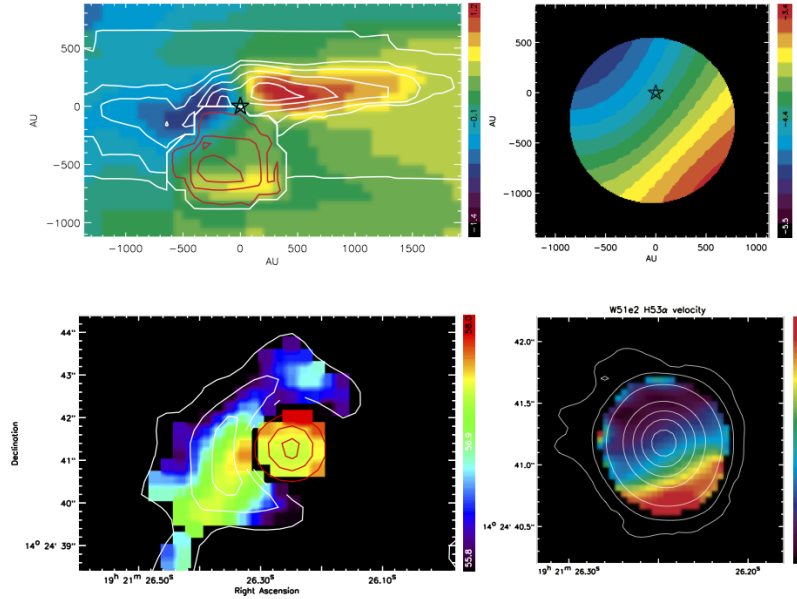 500
0
-500
-1000
AU
-1000 -500 0 500 1000 1500
AU
1.2
-0.1
-1.4
500
0
-500
-1000
-1000 -500 0 500 1000
AU
-3.4
-4.4
-5.5
44"
43"
42"
41"
40"
14° 24' 39"
Declination
19h 21m 26.50s 26.30s 26.10s
Right Ascension
58.0
56.9
55.8
W51e2 H53α velocity
42.0"
41.5"
41.0"
14° 24' 40.5"
19h 21m 26.30s 26.20s